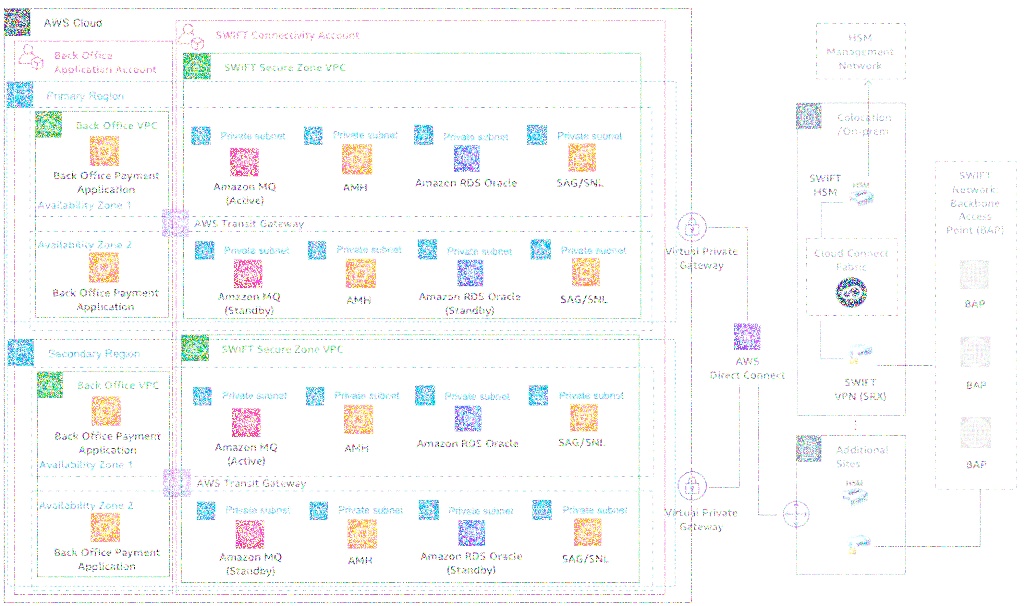 AWS Cloud
SWIFT Connectivity Account
Back Office
Application Account
SWIFT Secure Zone VPC
Primary Region
Back Office VPC
Back Office Payment
Application
Availability Zone 1
Private subnet
Private subnet
Private subnet
Private subnet
Amazon MQ
(Active)
AMH
Amazon RDS Oracle
SAG/SNL
AWS Transit Gateway
Availability Zone 2
Back Office Payment
Application
Private subnet
Private subnet
Private subnet
Private subnet
Amazon MQ
(Standby)
AMH
Amazon RDS Oracle
(Standby)
SAG/SNL
Secondary Region
SWIFT Secure Zone VPC
Back Office VPC
Back Office Payment
Application
Availability Zone 1
Private subnet
Private subnet
Private subnet
Private subnet
Amazon MQ
(Active)
AMH
Amazon RDS Oracle
SAG/SNL
AWS Transit Gateway
Availability Zone 2
Back Office Payment
Application
Private subnet
Private subnet
Private subnet
Private subnet
Amazon MQ
(Standby)
AMH
Amazon RDS Oracle
(Standby)
SAG/SNL
Virtual Private
Gateway
AWS
Direct Connect
Virtual Private
Gateway
HSM
Management
Network
Colocation
/On-prem
SWIFT
HSM
HSM
Cloud Connect
Fabric
SWIFT
VPN (SRX)
Additional
Sites
HSM
SWIFT
Network
Backbone
Access
Point (BAP)
BAP
BAP
BAP